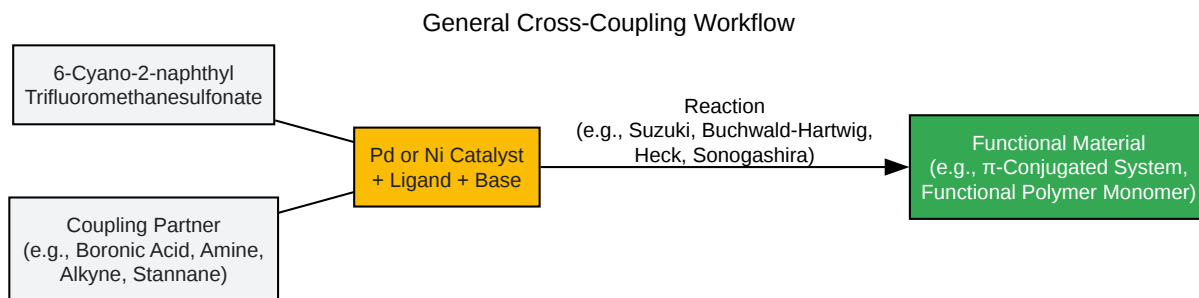 General Cross-Coupling Workflow
6-Cyano-2-naphthyl
Trifluoromethanesulfonate
Coupling Partner
(e.g., Boronic Acid, Amine,
Alkyne, Stannane)
Pd or Ni Catalyst
+ Ligand + Base
Reaction
(e.g., Suzuki, Buchwald-Hartwig,
Heck, Sonogashira)
Functional Material
(e.g., π-Conjugated System,
Functional Polymer Monomer)